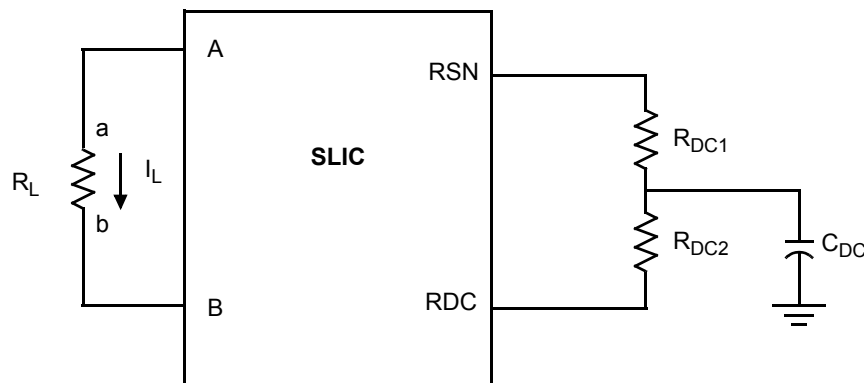 A
RSN
a
R_DC1
SLIC
R_L
I_L
b
R_DC2
C_DC
B
RDC